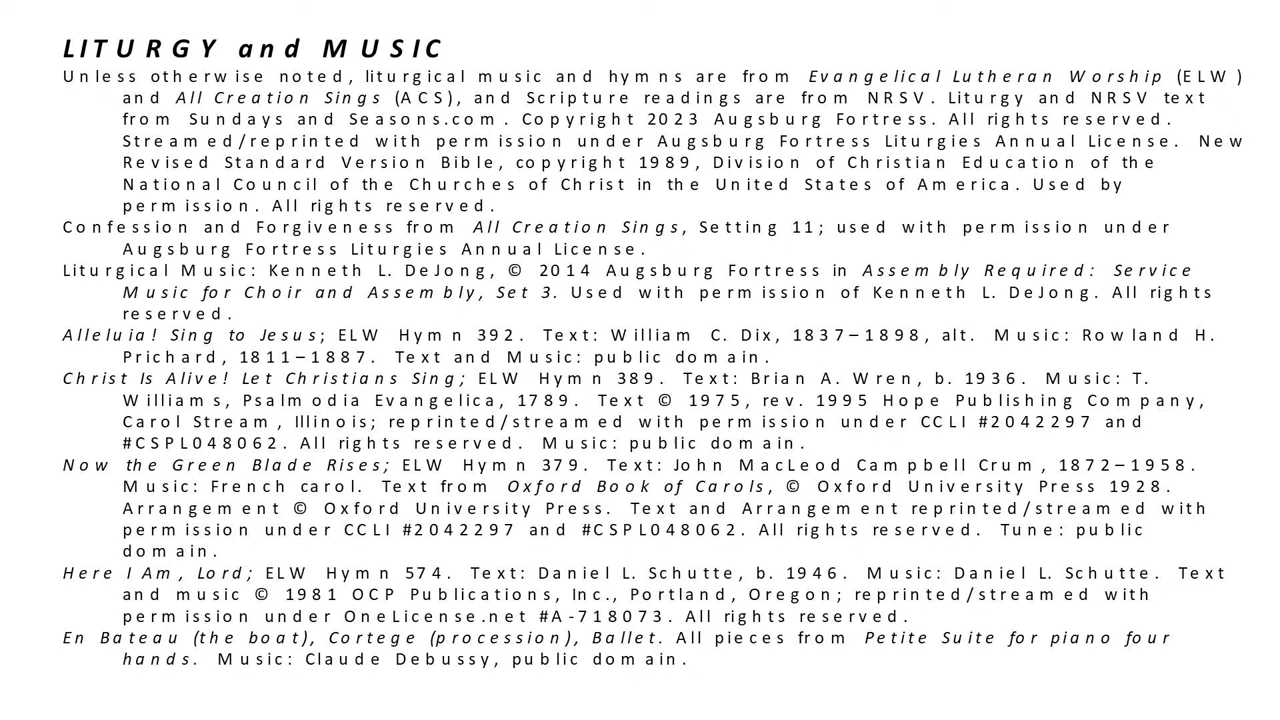 LITURGY and MUSIC
Unless otherwise noted, liturgical music and hymns are from Evangelical Lutheran Worship (ELW)
and All Creation Sings (ACS), and Scripture readings are from NRSV. Liturgy and NRSV text
from Sundays and Seasons.com. Copyright 2023 Augsburg Fortress. All rights reserved.
Streamed/reprinted with permission under Augsburg Fortress Liturgies Annual License. New
Revised Standard Version Bible, copyright 1989, Division of Christian Education of the
National Council of the Churches of Christ in the United States of America. Used by
permission. All rights reserved.
Confession and Forgiveness from All Creation Sings, Setting 11; used with permission under
Augsburg Fortress Liturgies Annual License.
Liturgical Music: Kenneth L. DeJong, © 2014 Augsburg Fortress in Assembly Required: Service
Music for Choir and Assembly, Set 3. Used with permission of Kenneth L. DeJong. All rights
reserved.
Alleluia! Sing to Jesus; ELW Hymn 392. Text: William C. Dix, 1837–1898, alt. Music: Rowland H.
Prichard, 1811–1887. Text and Music: public domain.
Christ Is Alive! Let Christians Sing; ELW Hymn 389. Text: Brian A. Wren, b. 1936. Music: T.
Williams, Psalmodia Evangelica, 1789. Text © 1975, rev. 1995 Hope Publishing Company,
Carol Stream, Illinois; reprinted/streamed with permission under CCLI #2042297 and
#CSPL048062. All rights reserved. Music: public domain.
Now the Green Blade Rises; ELW Hymn 379. Text: John MacLeod Campbell Crum, 1872–1958.
Music: French carol. Text from Oxford Book of Carols, © Oxford University Press 1928.
Arrangement © Oxford University Press. Text and Arrangement reprinted/streamed with
permission under CCLI #2042297 and #CSPL048062. All rights reserved. Tune: public
domain.
Here I Am, Lord; ELW Hymn 574. Text: Daniel L. Schutte, b. 1946. Music: Daniel L. Schutte. Text
and music © 1981 OCP Publications, Inc., Portland, Oregon; reprinted/streamed with
permission under OneLicense.net #A-718073. All rights reserved.
En Bateau (the boat), Cortege (procession), Ballet. All pieces from Petite Suite for piano four
hands. Music: Claude Debussy, public domain.